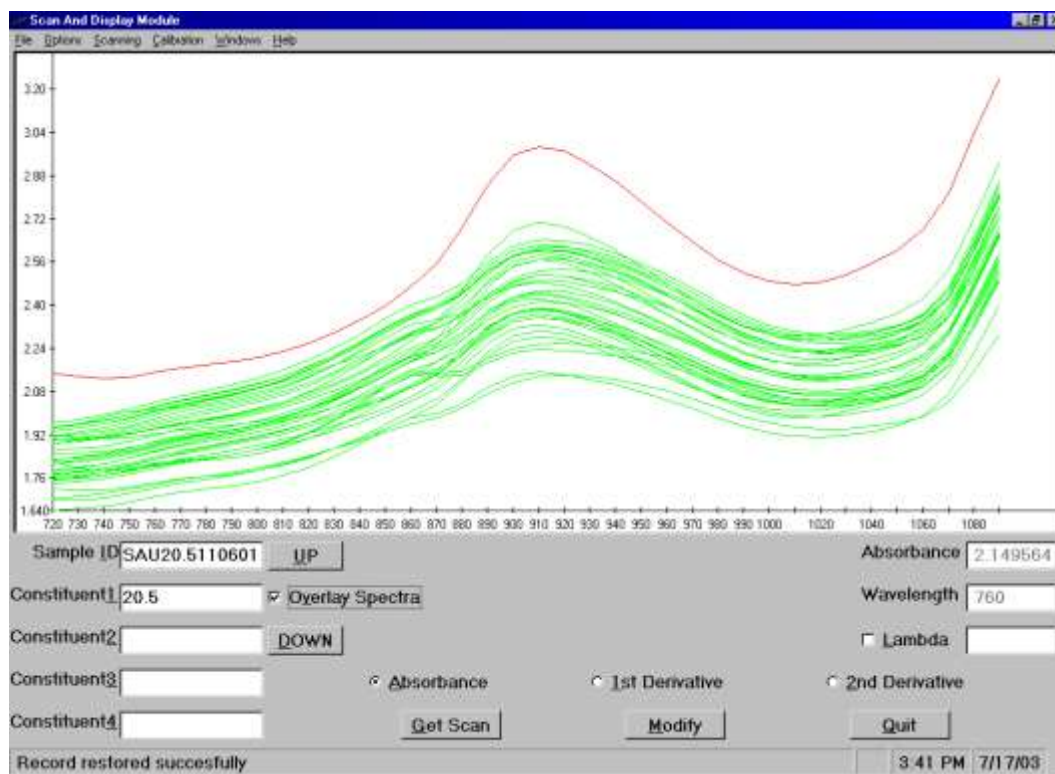 Scan And Display Module
File Options Scanning Calibration Windows Help
3.20
3.04
2.88
2.72
2.56
2.40
2.24
2.08
1.92
1.76
1.640
720 730 740 750 760 770 780 790 800 810 820 830 840 850 860 870 880 890 900 910 920 930 940 950 960 970 980 990 1000 1020 1040 1060 1080
Sample ID SAU20.5110601 UP Absorbance 2.149564
Constituent1 20.5 Overlay Spectra Wavelength 760
Constituent2 DOWN Lambda
Constituent3 Absorbance 1st Derivative 2nd Derivative
Constituent4 Get Scan Modify Quit
Record restored succesfully 3:41 PM 7/17/03